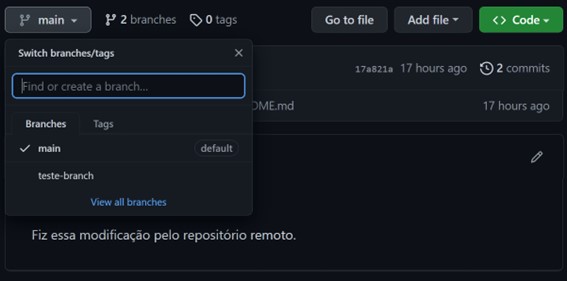 main 2 branches 0 tags Go to file Add file Code
Switch branches/tags
17a821a 17 hours ago 2 commits
Find or create a branch...
OME.md 17 hours ago
Branches Tags
main default
teste-branch
View all branches
Fiz essa modificação pelo repositório remoto.